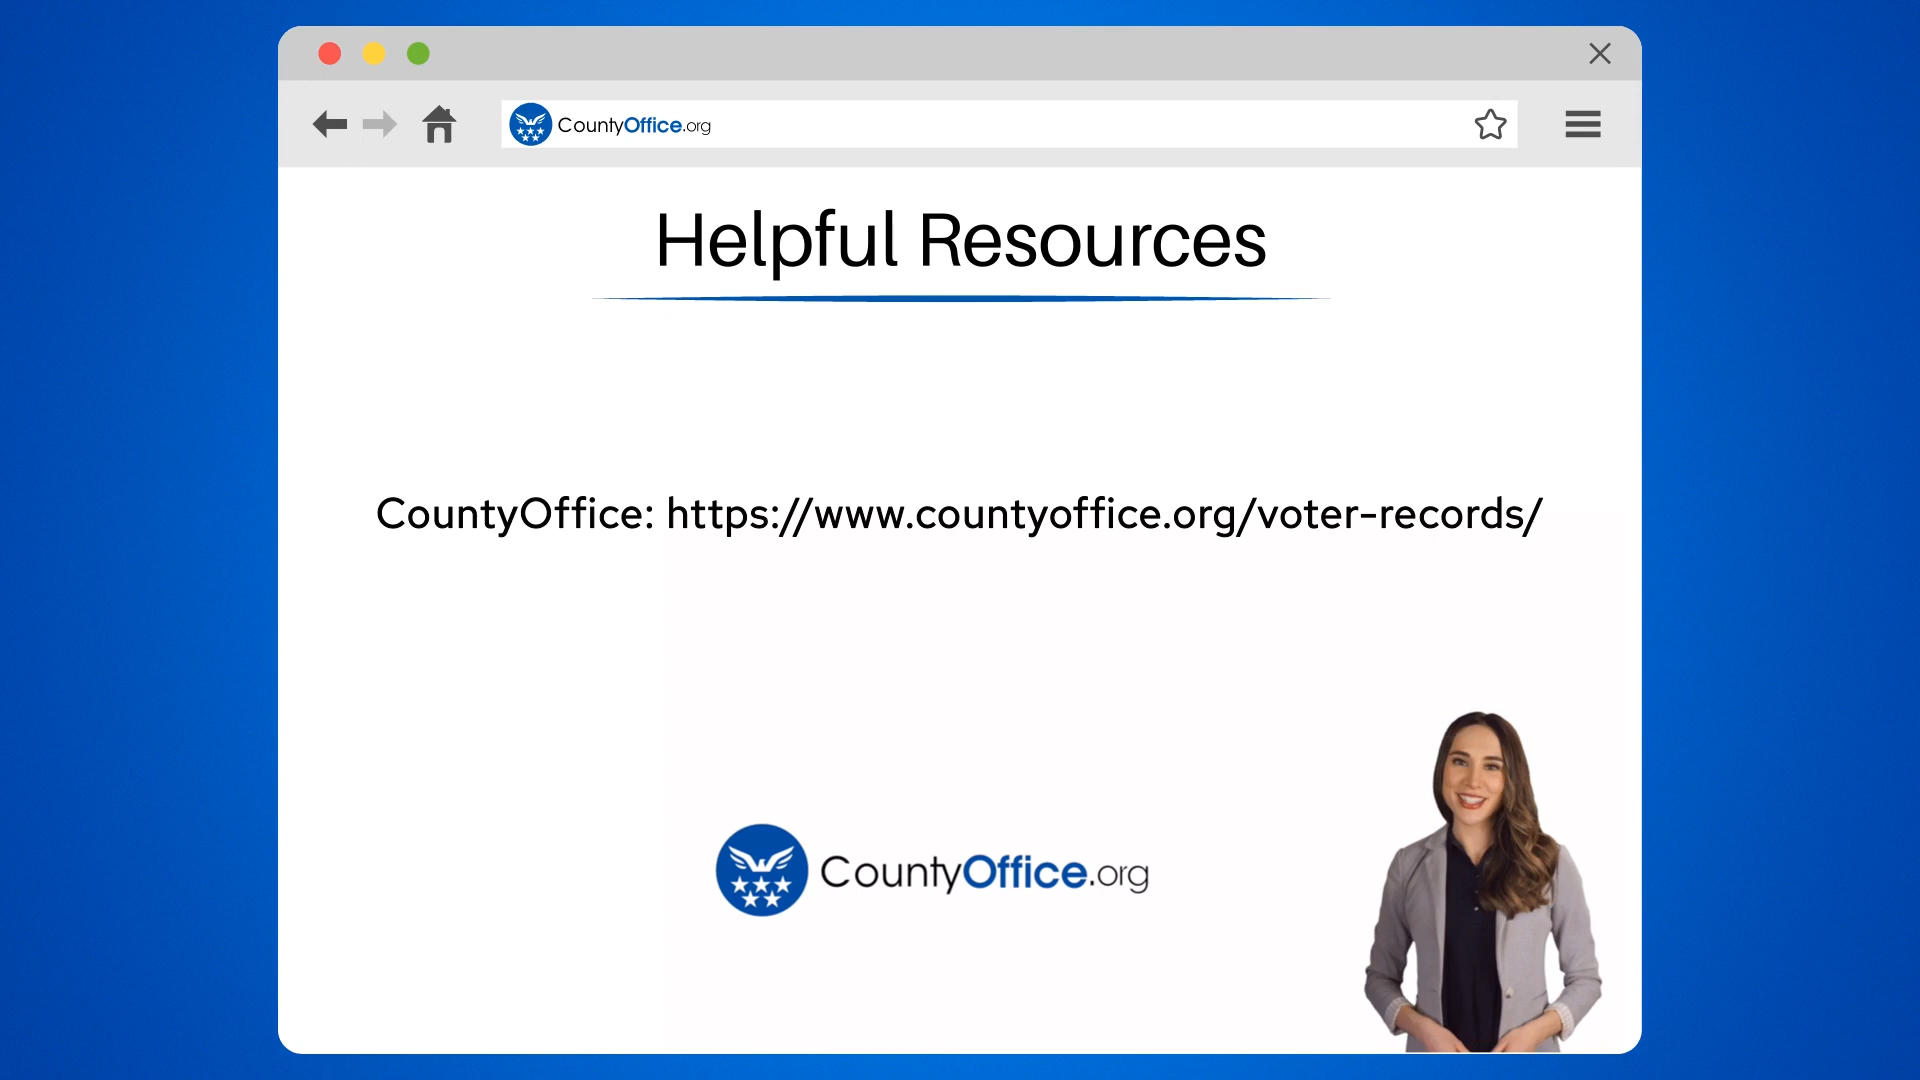 CountyOffice.org
Helpful Resources
CountyOffice: https://www.countyoffice.org/voter-records/
CountyOffice.org